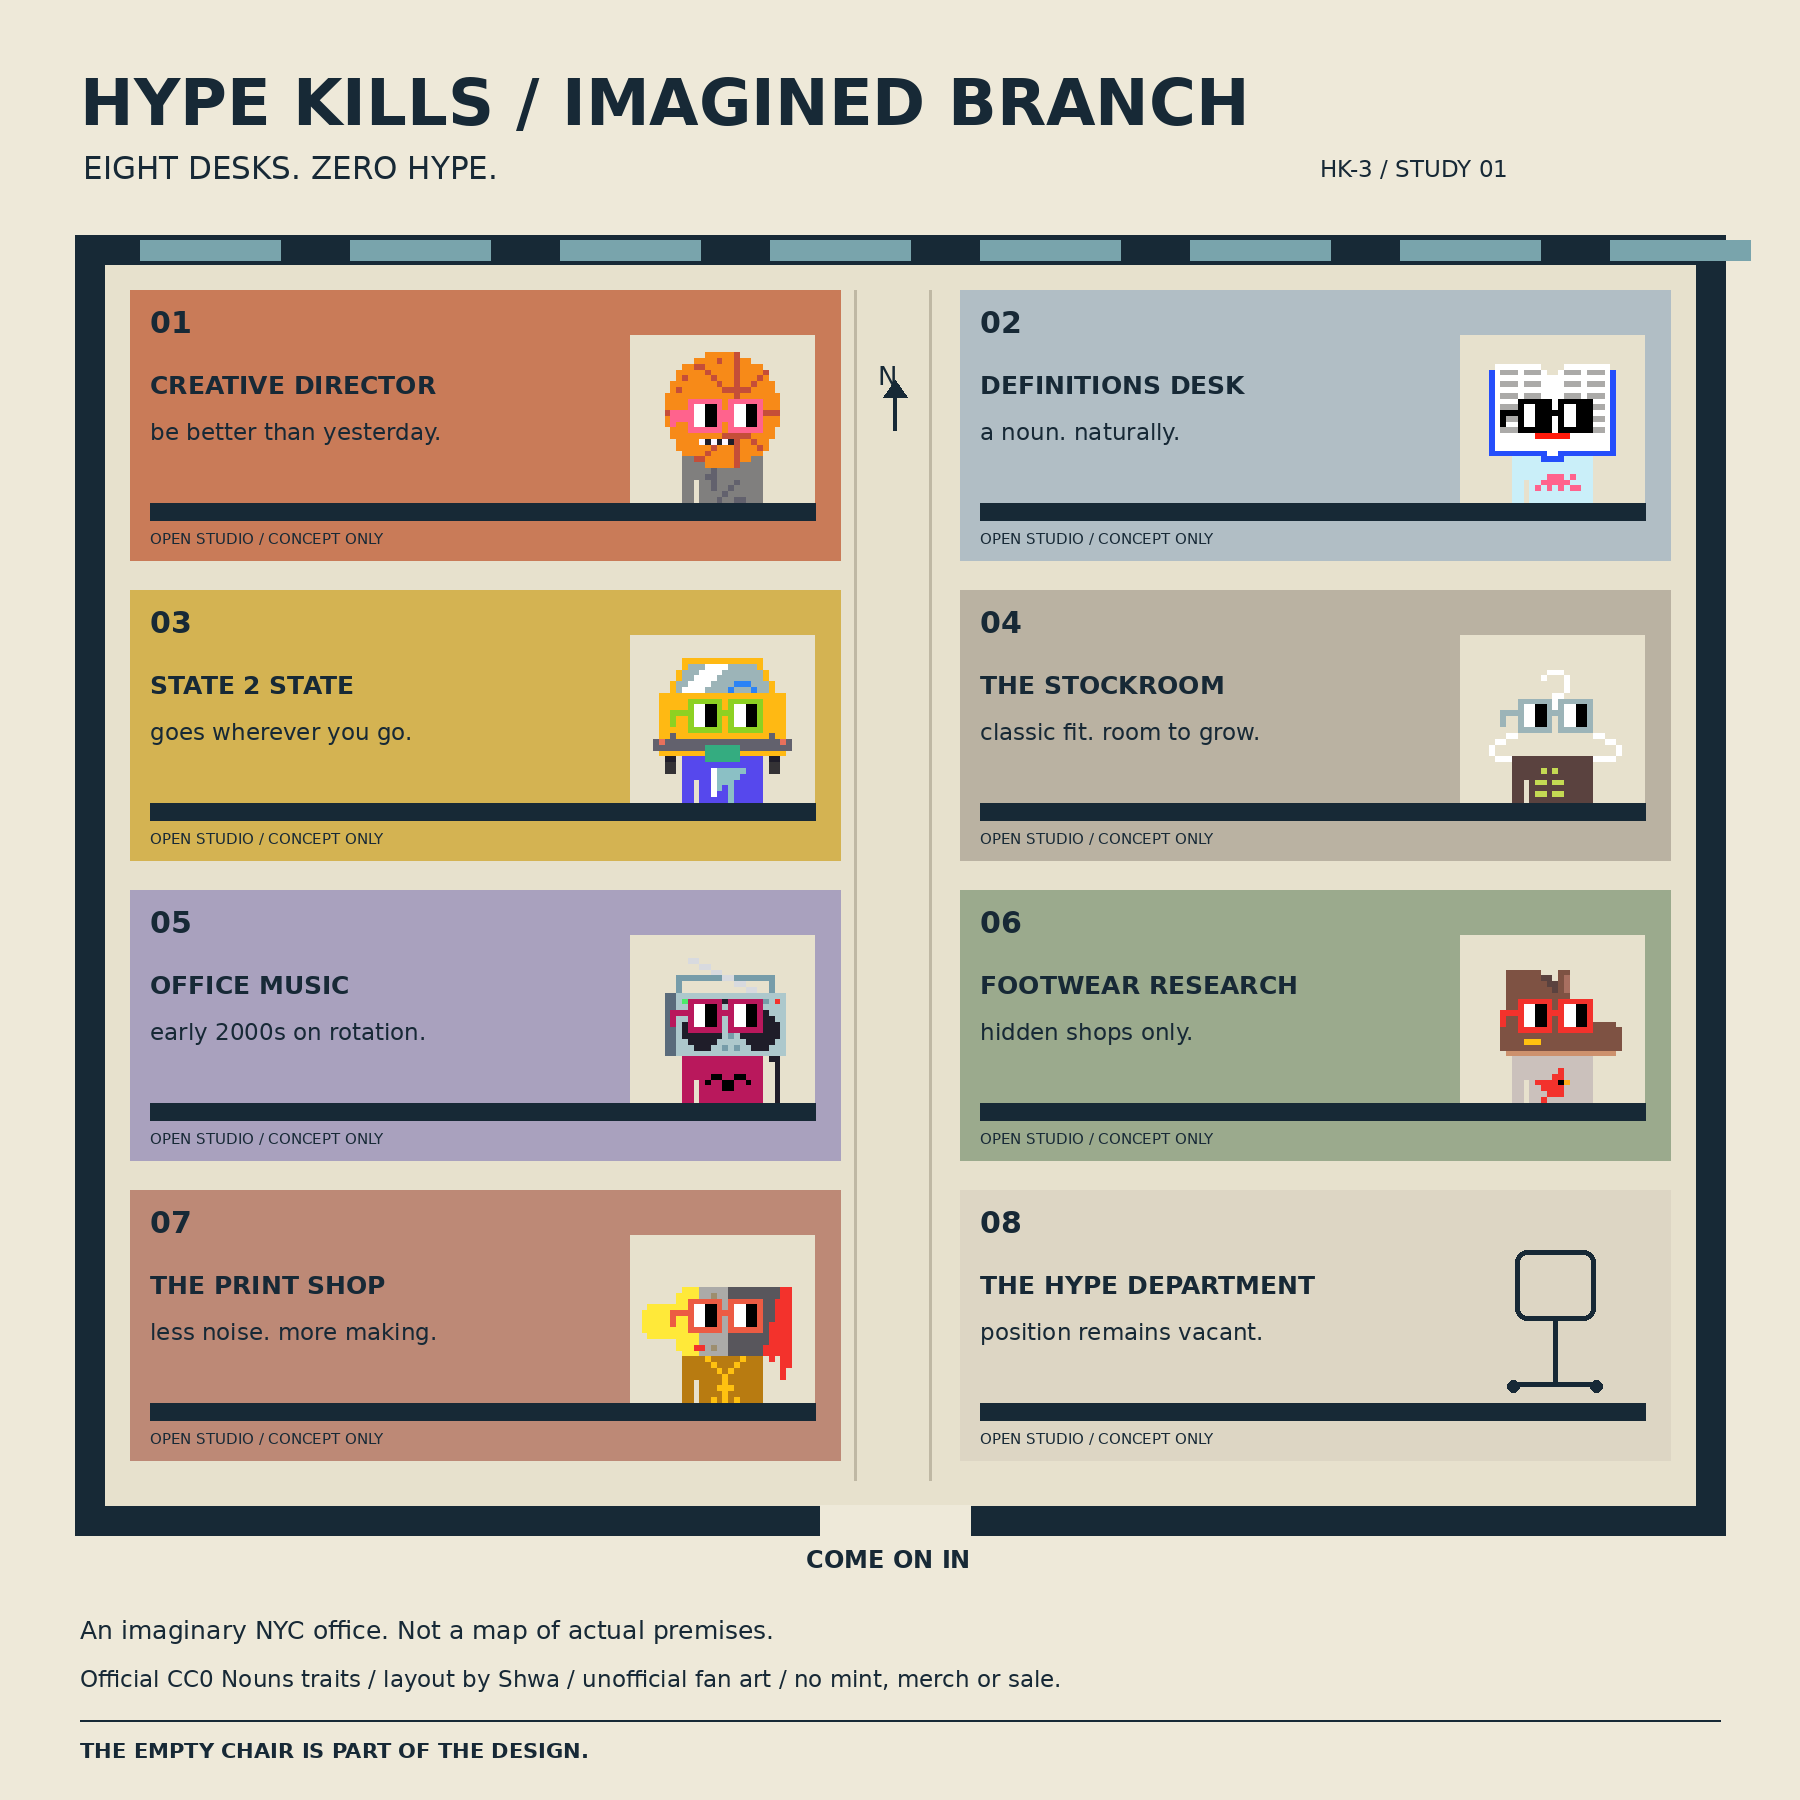 HYPE KILLS / IMAGINED BRANCH
EIGHT DESKS. ZERO HYPE.
HK-3 / STUDY 01
01
CREATIVE DIRECTOR
be better than yesterday.
OPEN STUDIO / CONCEPT ONLY
N
02
DEFINITIONS DESK
a noun. naturally.
OPEN STUDIO / CONCEPT ONLY
03
STATE 2 STATE
goes wherever you go.
OPEN STUDIO / CONCEPT ONLY
04
THE STOCKROOM
classic fit. room to grow.
OPEN STUDIO / CONCEPT ONLY
05
OFFICE MUSIC
early 2000s on rotation.
OPEN STUDIO / CONCEPT ONLY
06
FOOTWEAR RESEARCH
hidden shops only.
OPEN STUDIO / CONCEPT ONLY
07
THE PRINT SHOP
less noise. more making.
OPEN STUDIO / CONCEPT ONLY
08
THE HYPE DEPARTMENT
position remains vacant.
OPEN STUDIO / CONCEPT ONLY
COME ON IN
An imaginary NYC office. Not a map of actual premises.
Official CC0 Nouns traits / layout by Shwa / unofficial fan art / no mint, merch or sale.
THE EMPTY CHAIR IS PART OF THE DESIGN.